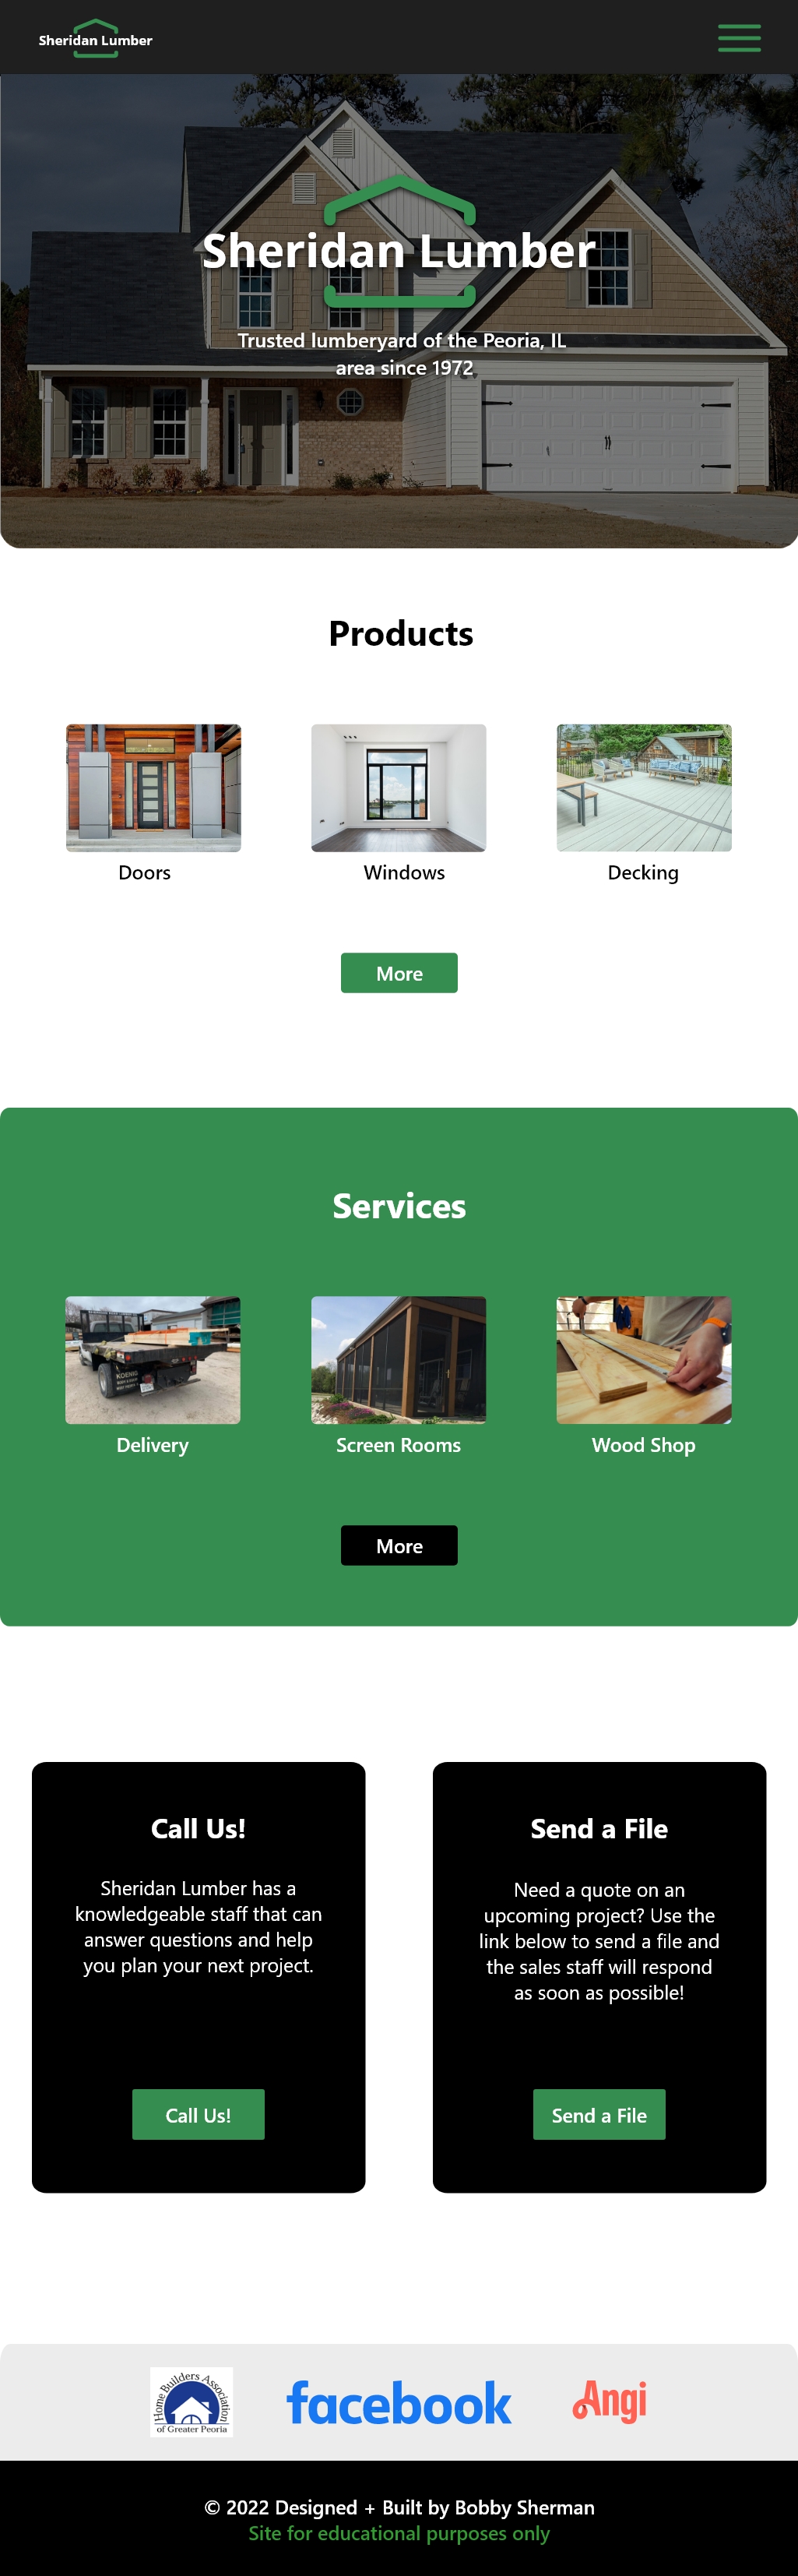 Sheridan Lumber
Sheridan Lumber
Trusted lumberyard of the Peoria, IL
area since 1972
Products
Doors
Windows
Decking
More
Services
KOENIG
Delivery
Screen Rooms
Wood Shop
More
Call Us!
Sheridan Lumber has a
knowledgeable staff that can
answer questions and help
you plan your next project.
Call Us!
Send a File
Need a quote on an
upcoming project? Use the
link below to send a file and
the sales staff will respond
as soon as possible!
Send a File
Home Builders Association
of Greater Peoria
facebook
Angi
© 2022 Designed + Built by Bobby Sherman
Site for educational purposes only